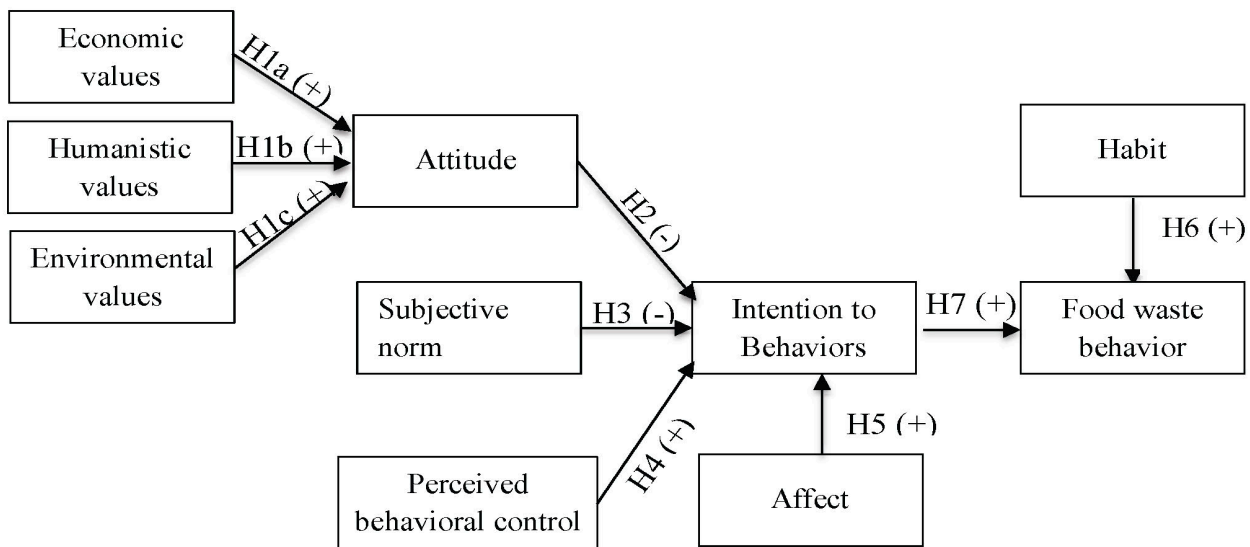 Economic
values
H1a (+)
Humanistic
values
H1b (+)
Environmental
values
H1c (+)
Attitude
H2 (-)
Subjective
norm
H3 (-)
Perceived
behavioral control
H4 (+)
Intention to
Behaviors
Affect
H5 (+)
H7 (+)
Habit
H6 (+)
Food waste
behavior